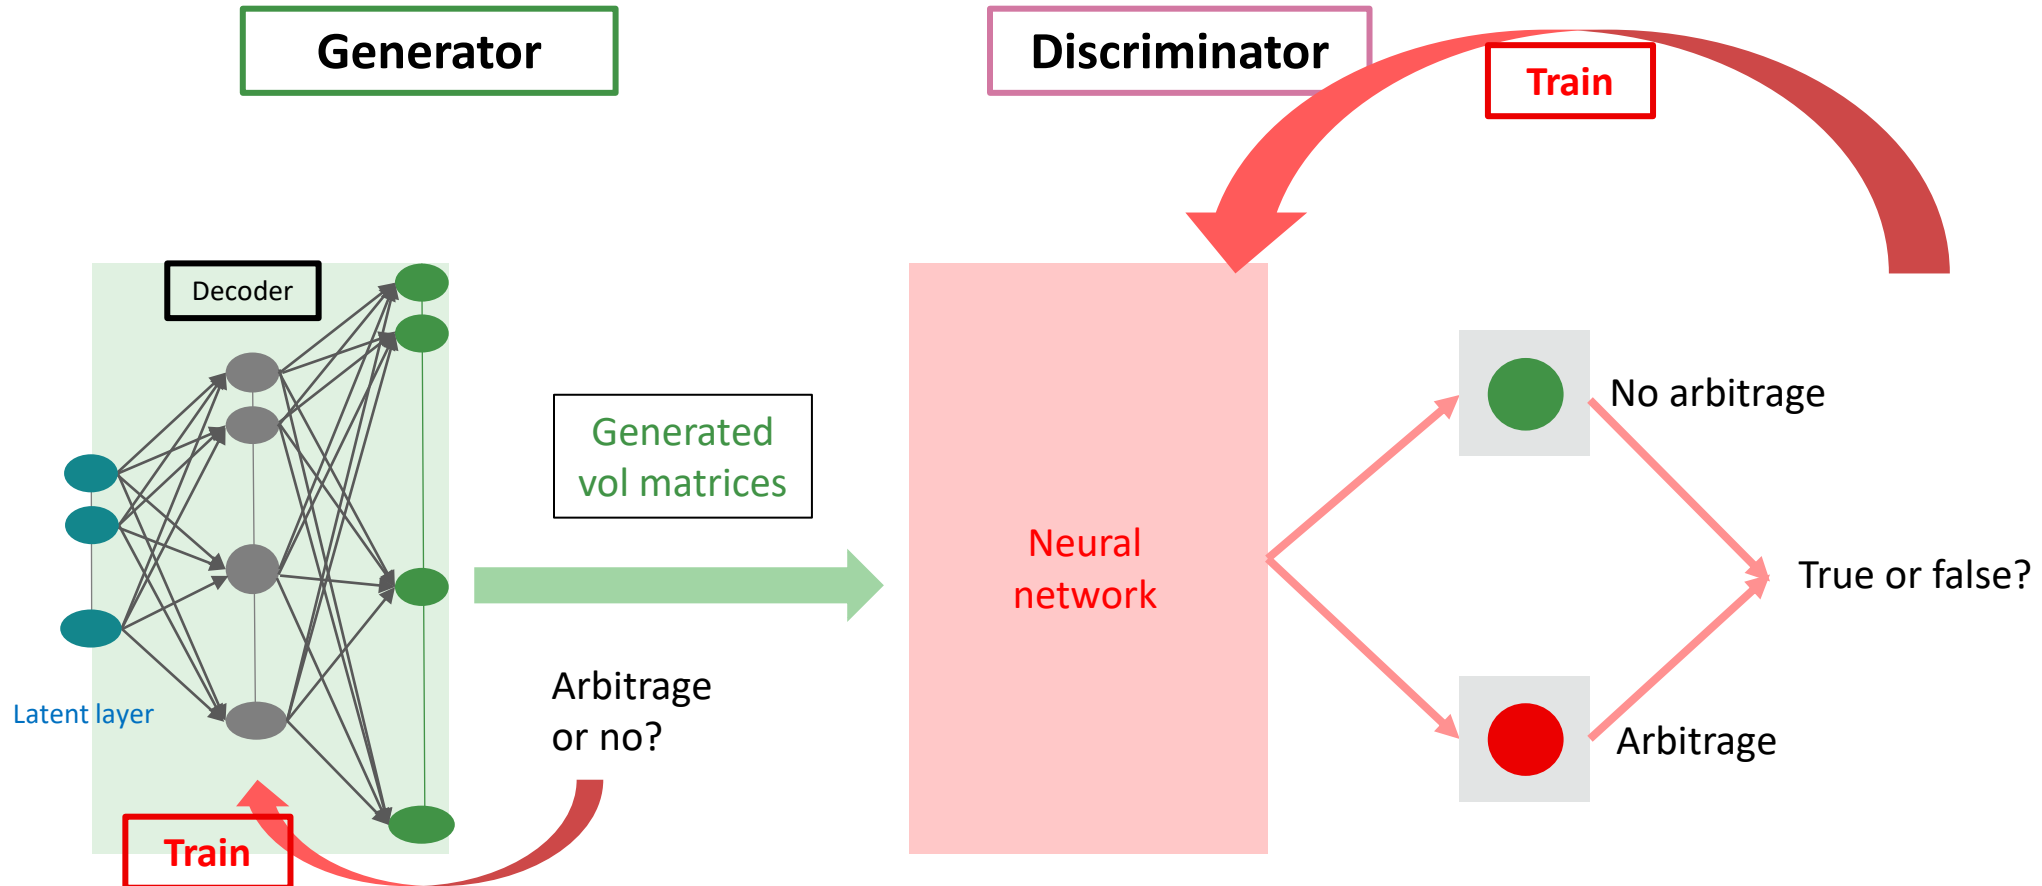 Generator
Discriminator
Train
Decoder
Generated
vol matrices
Neural
network
No arbitrage
True or false?
Arbitrage
Latent layer
Arbitrage
or no?
Train